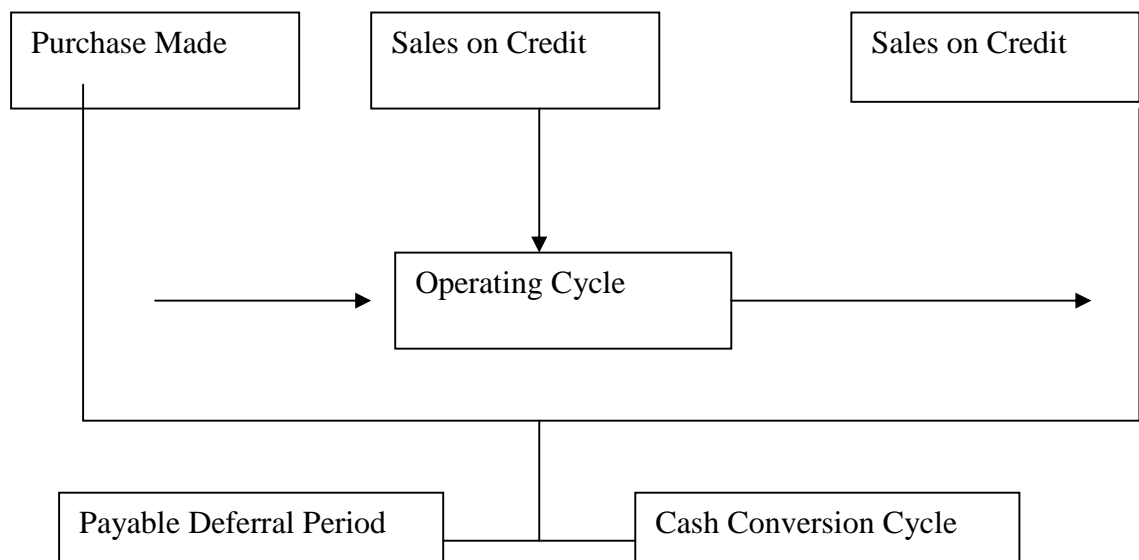 Purchase Made
Sales on Credit
Sales on Credit
Operating Cycle
Payable Deferral Period
Cash Conversion Cycle